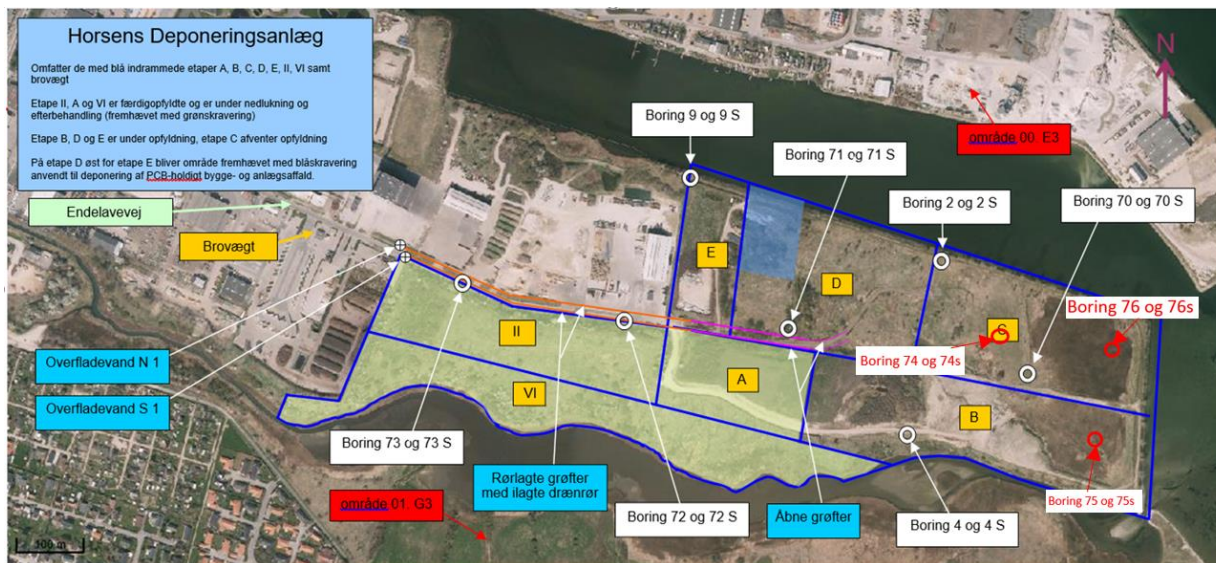 Horsens Deponeringsanlæg
Omfatter de med blå indrammede etaper A, B, C, D, E, II, VI samt
brovægt
Etape II, A og VI er færdigopfyldte og er under nedlukning og
efterbehandling (fremhævet med grønskravering)
Etape B, D og E er under opfyldning, etape C afventer opfyldning
På etape D øst for etape E bliver område fremhævet med blåskravering
anvendt til deponering af PCB-holdigt bygge- og anlægsaffald.
N
Boring 9 og 9 S
område 00. E3
Boring 71 og 71 S
Boring 2 og 2 S
Boring 70 og 70 S
Endelavevej
Brovægt
E
D
Boring 76 og 76s
C
Boring 74 og 74s
II
Overfladevand N 1
A
VI
Overfladevand S 1
B
Boring 73 og 73 S
Rørlagte grøfter
med ilagte drænrør
Boring 75 og 75s
område 01. G3
Boring 72 og 72 S
Åbne grøfter
Boring 4 og 4 S
100 m